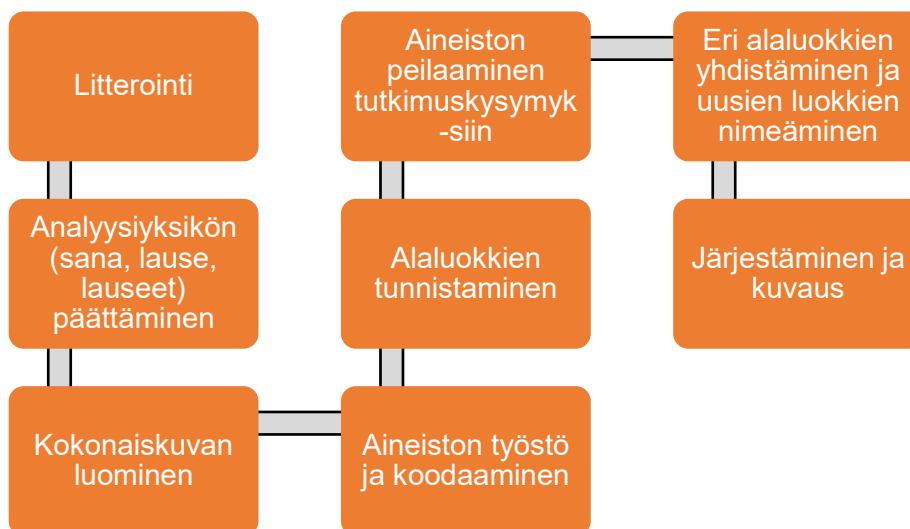 Litterointi
Analyysiyksikön
(sana, lause,
lauseet)
päättäminen
Kokonaiskuvan
luominen
Aineiston työstö
ja koodaaminen
Alaluokkien
tunnistaminen
Aineiston
peilaaminen
tutkimuskysymyk
-siin
Eri alaluokkien
yhdistäminen ja
uusien luokkien
nimeäminen
Järjestäminen ja
kuvaus